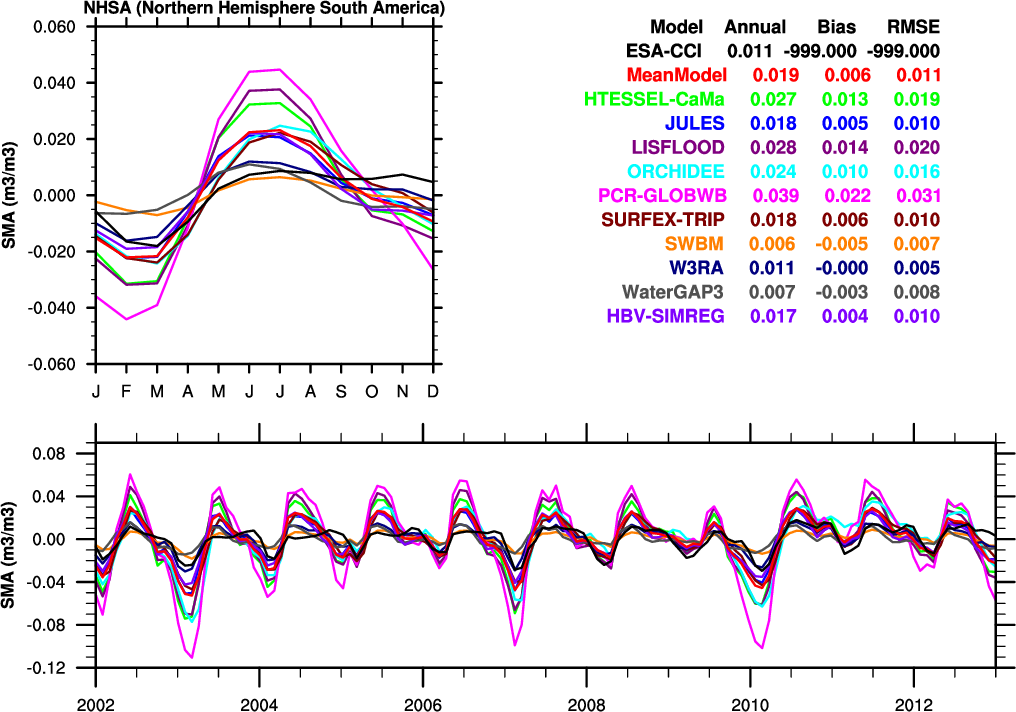 NHSA (Northern Hemisphere South America)
0.060
0.040
0.020
0.000
-0.020
-0.040
-0.060
SMA (m3/m3)
J F M A M J J A S O N D
Model Annual Bias RMSE
ESA-CCI 0.011 -999.000 -999.000
MeanModel 0.019 0.006 0.011
HTESSEL-CaMa 0.027 0.013 0.019
JULES 0.018 0.005 0.010
LISFLOOD 0.028 0.014 0.020
ORCHIDEE 0.024 0.010 0.016
PCR-GLOBWB 0.039 0.022 0.031
SURFEX-TRIP 0.018 0.006 0.010
SWBM 0.006 -0.005 0.007
W3RA 0.011 -0.000 0.005
WaterGAP3 0.007 -0.003 0.008
HBV-SIMREG 0.017 0.004 0.010
0.08
0.04
0.00
-0.04
-0.08
-0.12
SMA (m3/m3)
2002 2004 2006 2008 2010 2012